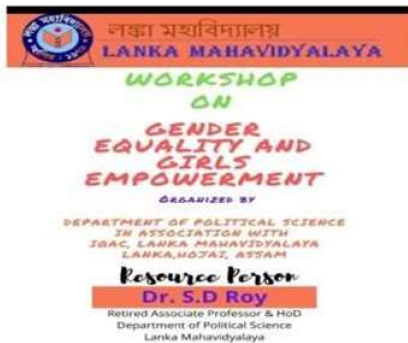 লঙ্কা মহাবিদ্যালয়
LANKA MAHAVIDYALAYA
WORKSHOP
ON
GENDER
EQUALITY AND
GIRLS
EMPOWERMENT
ORGANIZED BY
DEPARTMENT OF POLITICAL SCIENCE
IN ASSOCIATION WITH
IQAC, LANKA MAHAVIDYALAYA
LANKA,HOJAI, ASSAM
Resource Person
Dr. S.D Roy
Retired Associate Professor & HoD
Department of Political Science
Lanka Mahavidyalaya